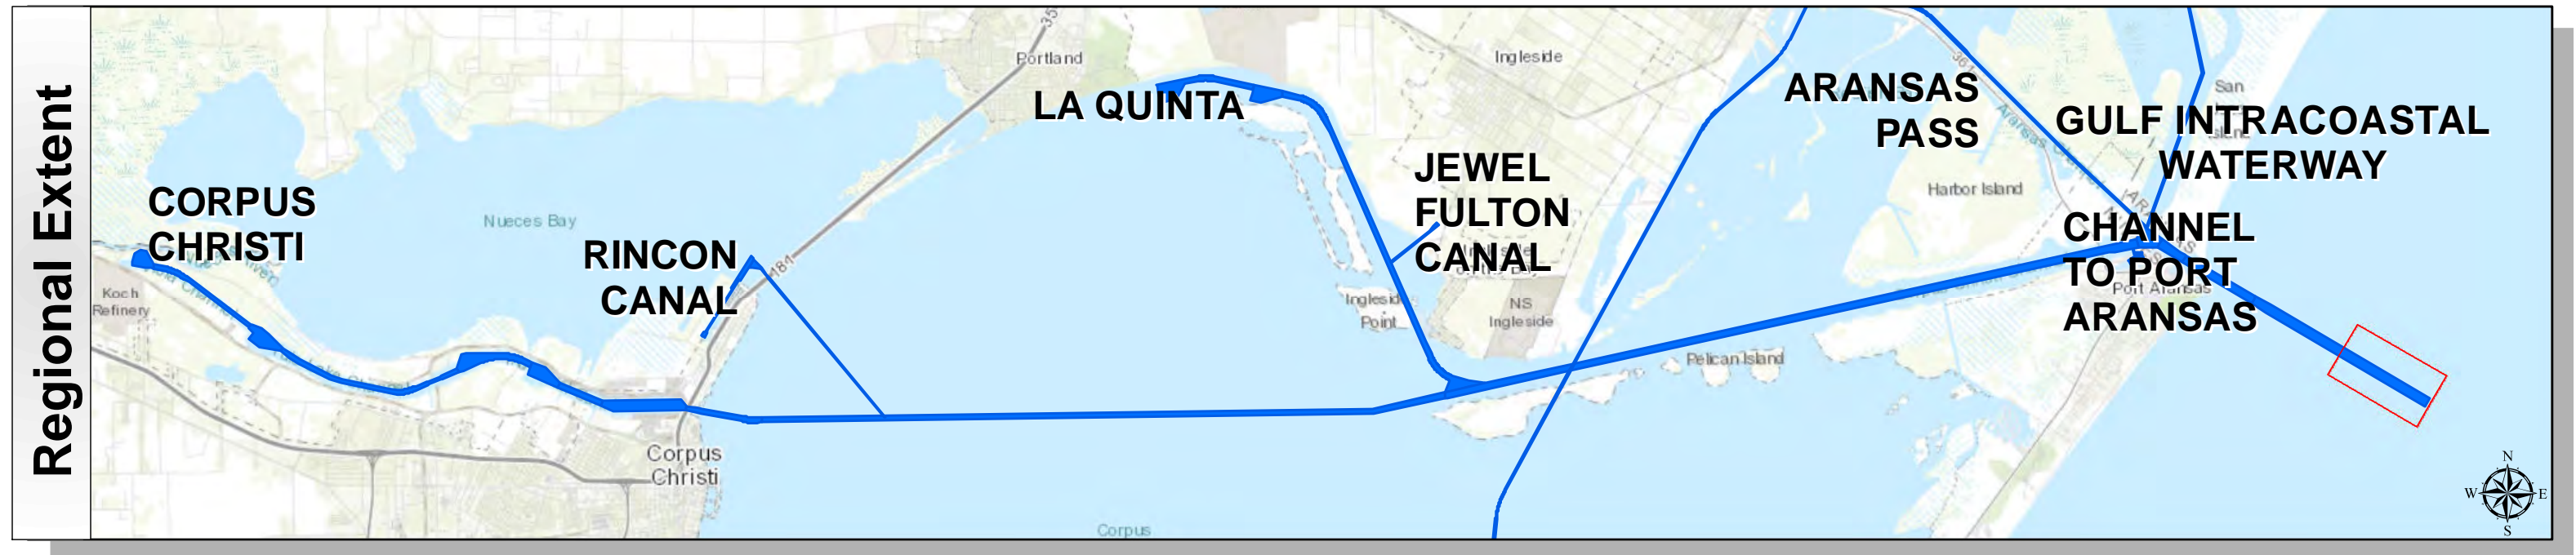 Regional Extent
35
Portland
Ingleside
361
San
LA QUINTA
ARANSAS
PASS
GULF INTRACOASTAL
WATERWAY
JEWEL
FULTON
CANAL
Harbor Island
CORPUS
CHRISTI
Nueces Bay
RINCON
CANAL
181
CHANNEL
TO PORT
ARANSAS
Port Aransas
Koch
Refinery
Ingleside
Point
NS
Ingleside
Pelican Island
Corpus
Christi
Corpus
N
W
E
S